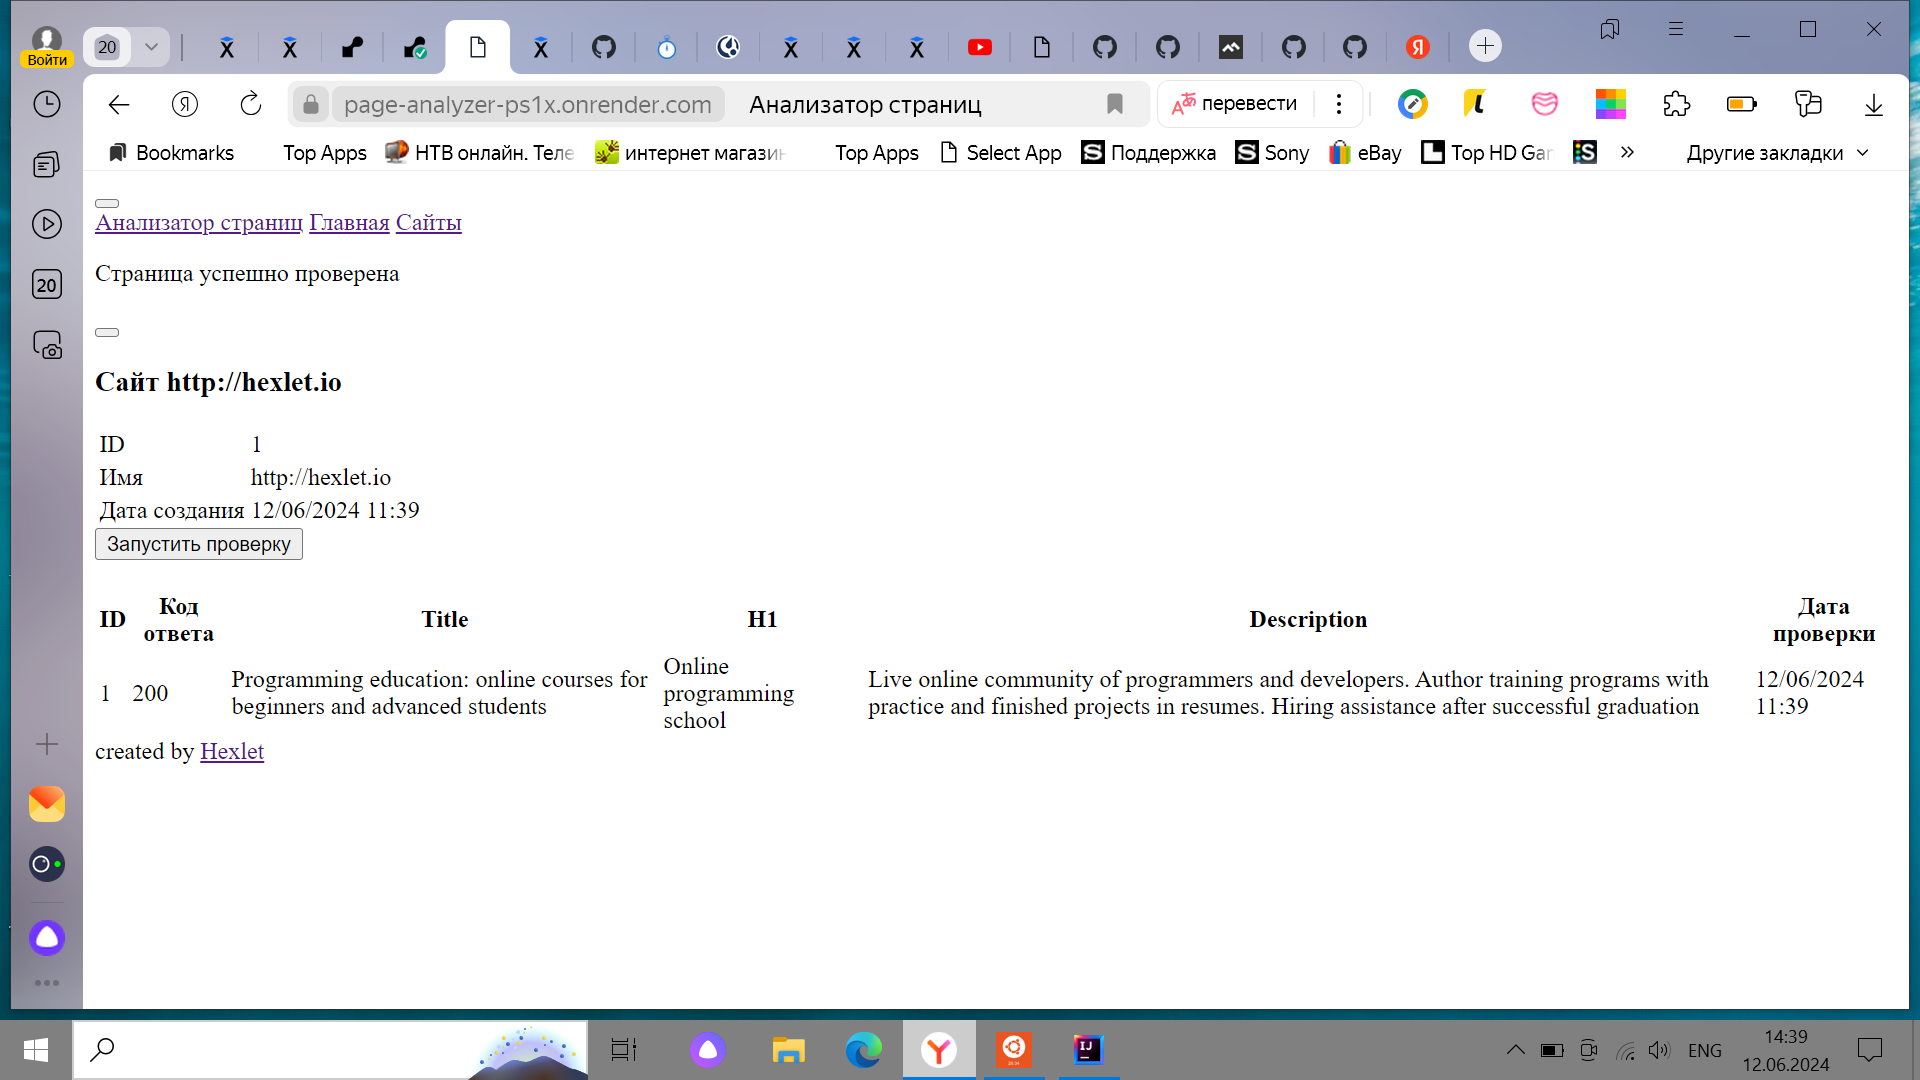 Войти
20
page-analyzer-ps1x.onrender.com
Анализатор страниц
перевести
Bookmarks
Top Apps
НТВ онлайн. Теле
интернет магазин
Top Apps
Select App
Поддержка
Sony
eBay
Top HD Gar
Другие закладки
20
Анализатор страниц Главная Сайты
Страница успешно проверена
Сайт http://hexlet.io
ID 1
Имя http://hexlet.io
Дата создания 12/06/2024 11:39
Запустить проверку
ID Код ответа Title H1 Description Дата проверки
1 200 Programming education: online courses for beginners and advanced students Online programming school Live online community of programmers and developers. Author training programs with practice and finished projects in resumes. Hiring assistance after successful graduation 12/06/2024 11:39
created by Hexlet
ENG
14:39
12.06.2024